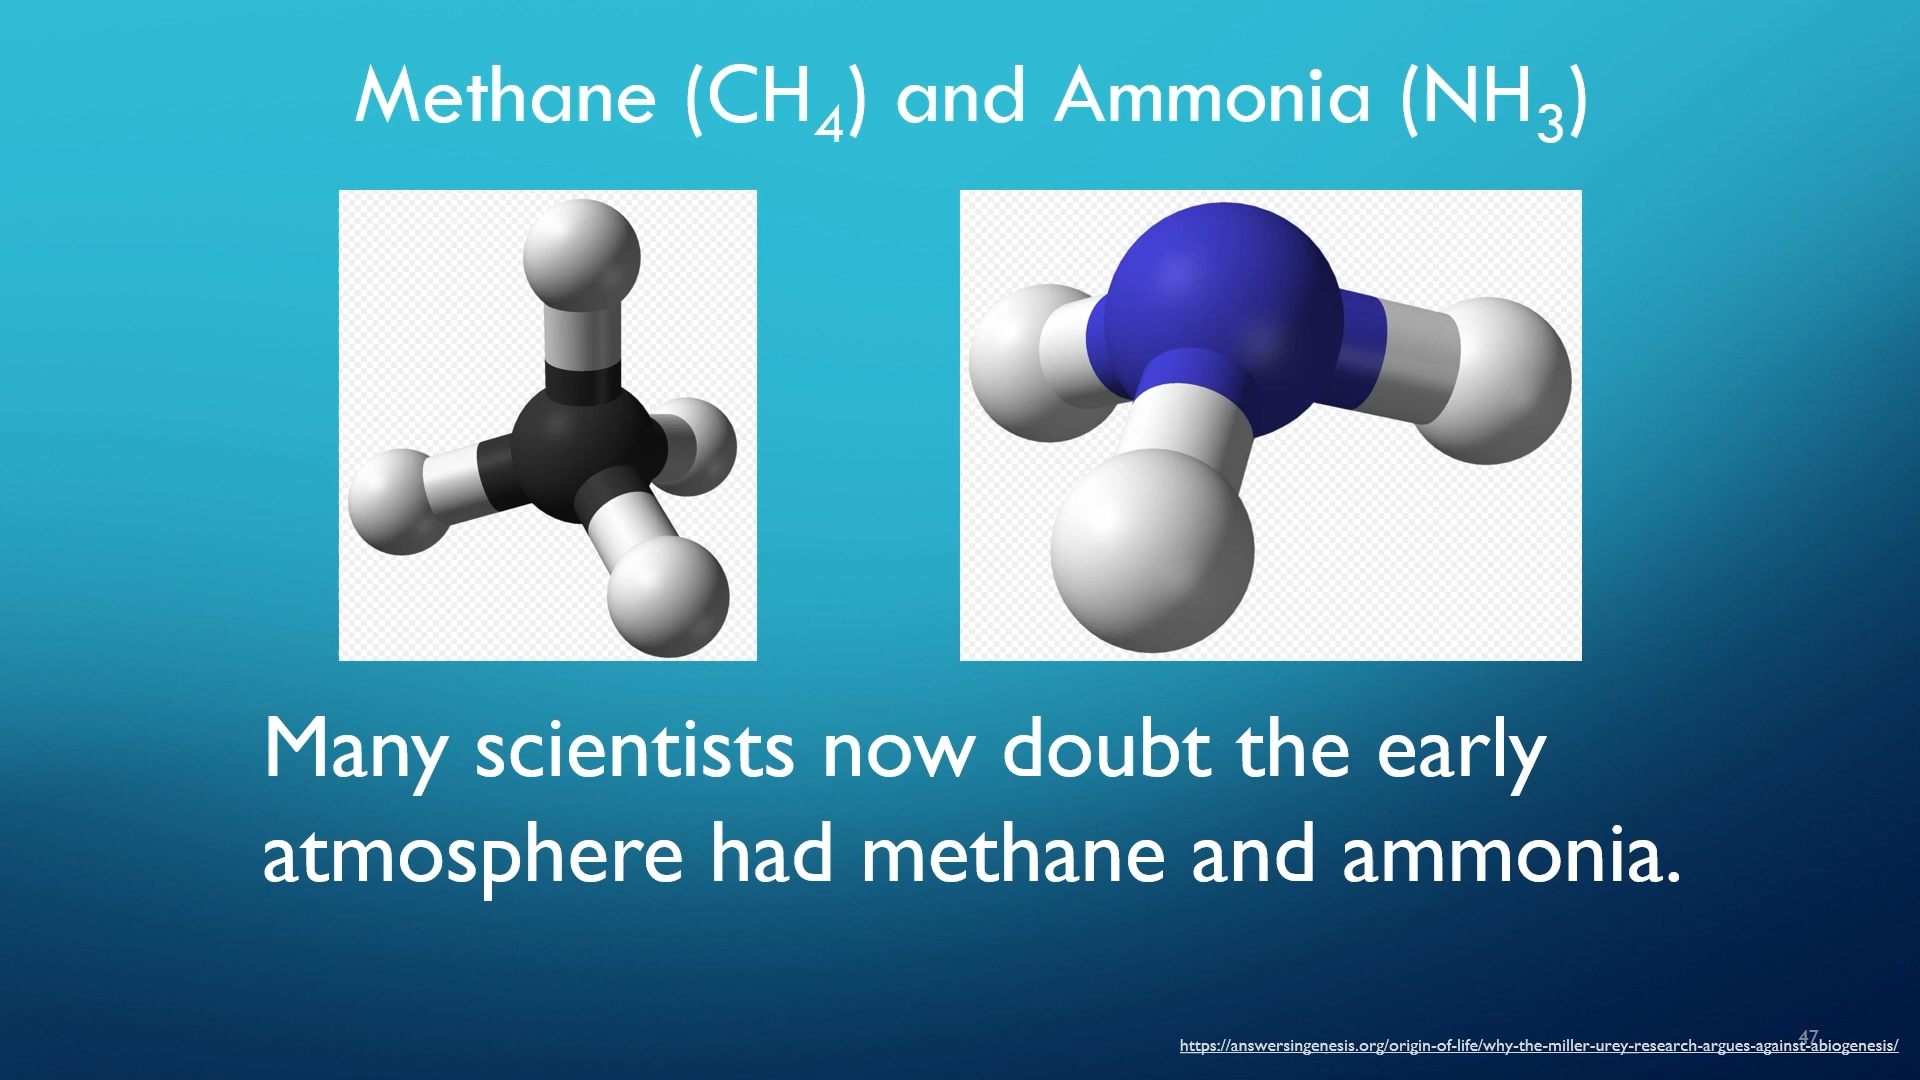 Methane (CH₄) and Ammonia (NH₃)
Many scientists now doubt the early
atmosphere had methane and ammonia.
47
https://answersingenesis.org/origin-of-life/why-the-miller-urey-research-argues-against-abiogenesis/